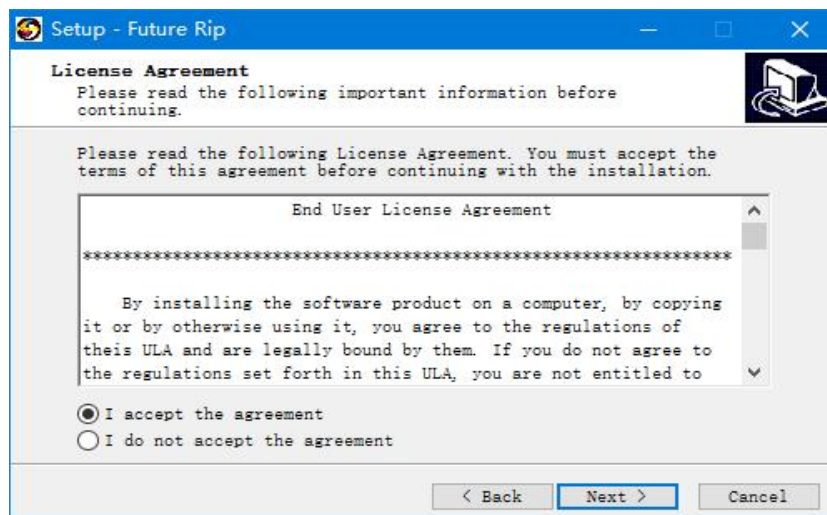 Setup - Future Rip
License Agreement
Please read the following important information before
continuing.
Please read the following License Agreement. You must accept the
terms of this agreement before continuing with the installation.
End User License Agreement
*****************************************************************
By installing the software product on a computer, by copying
it or by otherwise using it, you agree to the regulations of
theis ULA and are legally bound by them. If you do not agree to
the regulations set forth in this ULA, you are not entitled to
I accept the agreement
I do not accept the agreement
< Back Next > Cancel